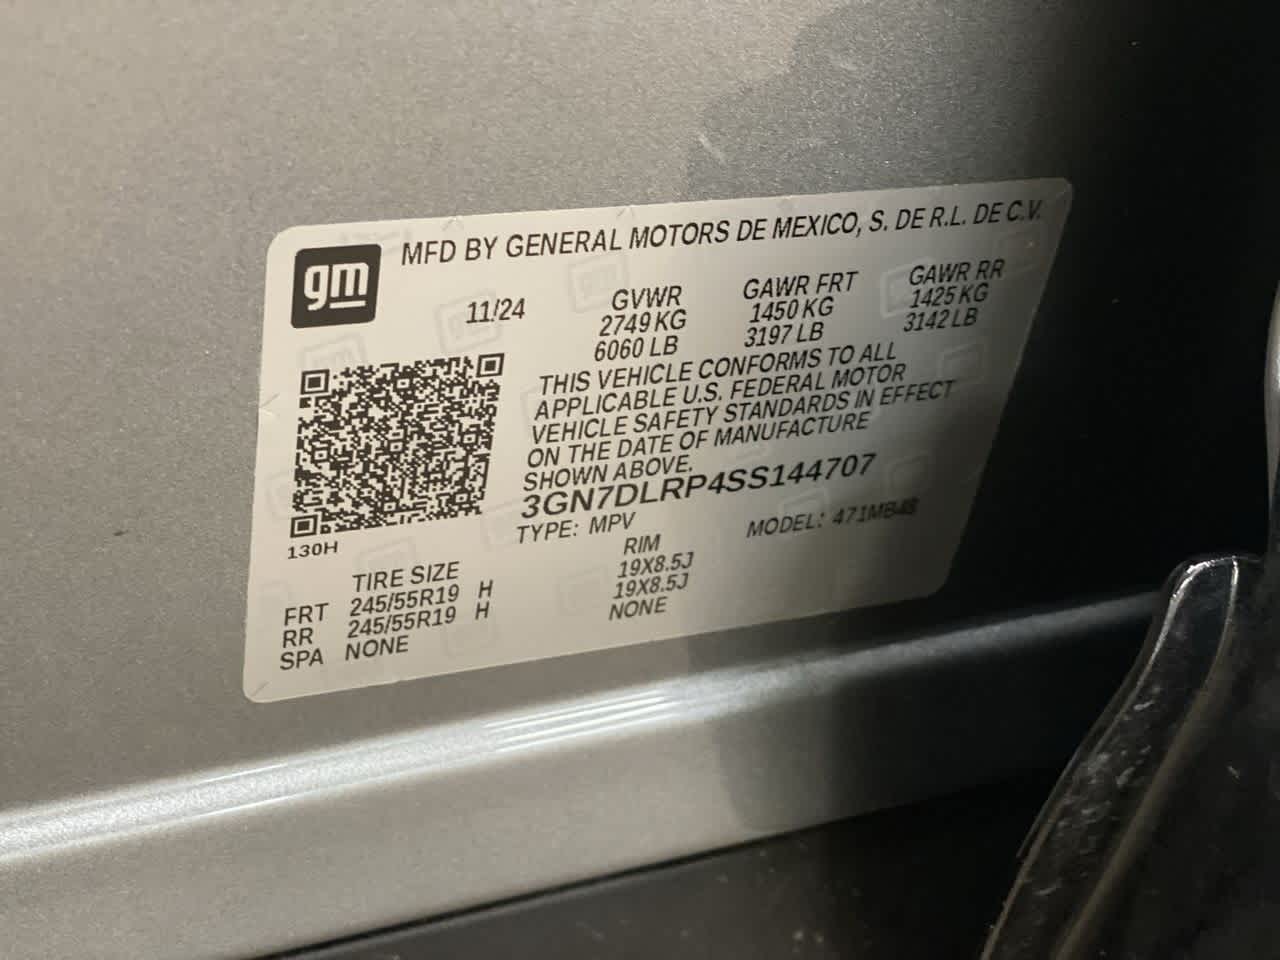 gm
MFD BY GENERAL MOTORS DE MEXICO, S. DE R.L. DE C.V.
11/24 GVWR GAWR FRT GAWR RR
2749 KG 1450 KG 1425 KG
6060 LB 3197 LB 3142 LB
THIS VEHICLE CONFORMS TO ALL
APPLICABLE U.S. FEDERAL MOTOR
VEHICLE SAFETY STANDARDS IN EFFECT
ON THE DATE OF MANUFACTURE
SHOWN ABOVE.
3GN7DLRP4SS144707
TYPE: MPV MODEL: 471MB48
130H
TIRE SIZE RIM
FRT 245/55R19 H 19X8.5J
RR 245/55R19 H 19X8.5J
SPA NONE NONE